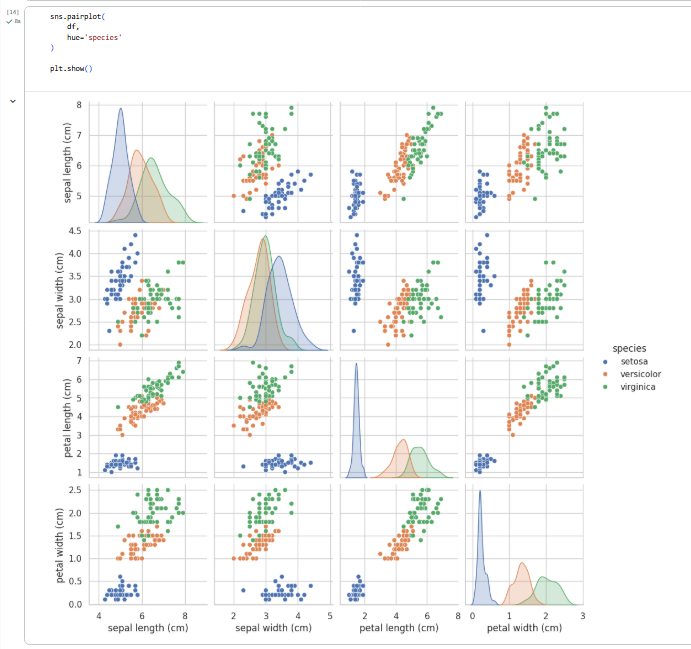 [14]
0s
sns.pairplot(
df,
hue='species'
)
plt.show()
8
7
6
5
sepal length (cm)
4.5
4.0
3.5
3.0
2.5
2.0
sepal width (cm)
7
6
5
4
3
2
1
petal length (cm)
2.5
2.0
1.5
1.0
0.5
0.0
petal width (cm)
4 6 8 2 3 4 5 2 4 6 8 0 1 2 3
sepal length (cm) sepal width (cm) petal length (cm) petal width (cm)
species
setosa
versicolor
virginica